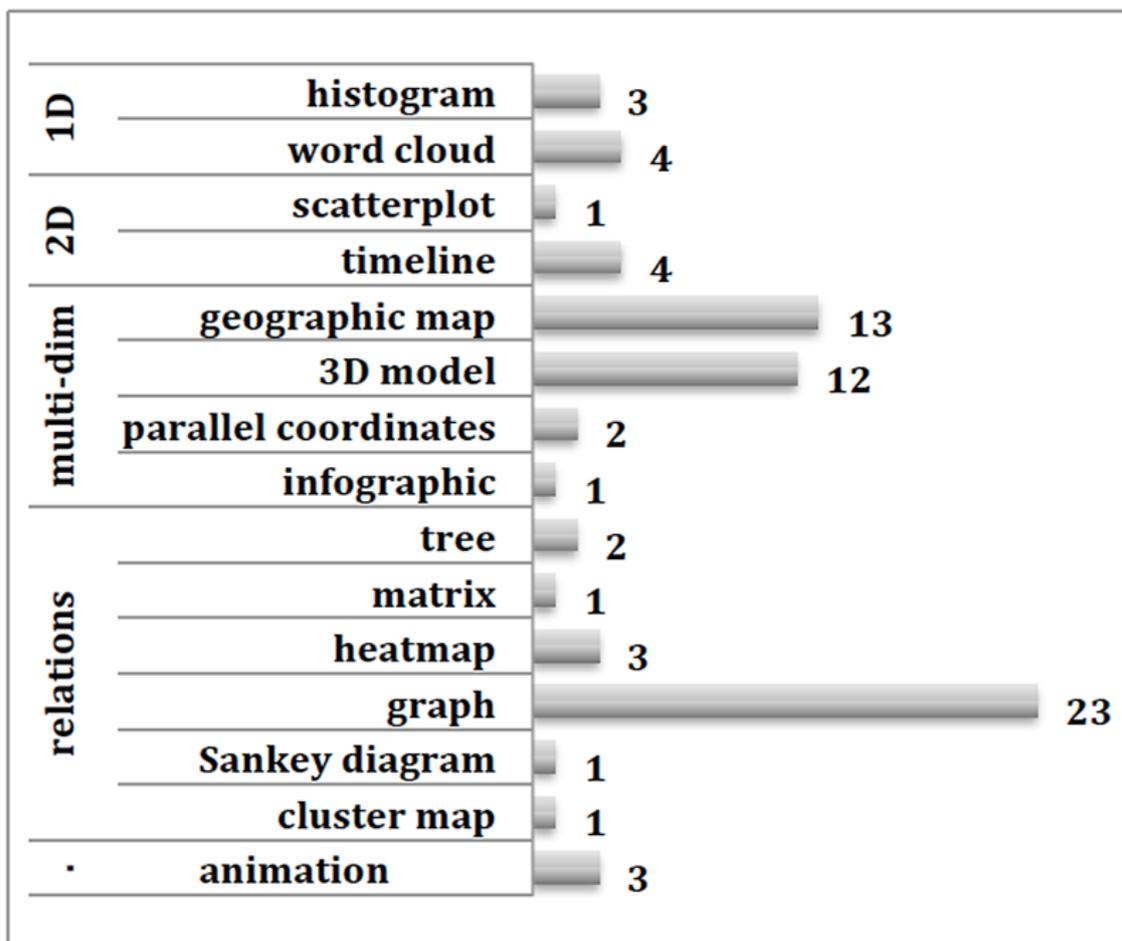 1D
histogram 3
word cloud 4
2D
scatterplot 1
timeline 4
multi-dim
geographic map 13
3D model 12
parallel coordinates 2
infographic 1
relations
tree 2
matrix 1
heatmap 3
graph 23
Sankey diagram 1
cluster map 1
. animation 3